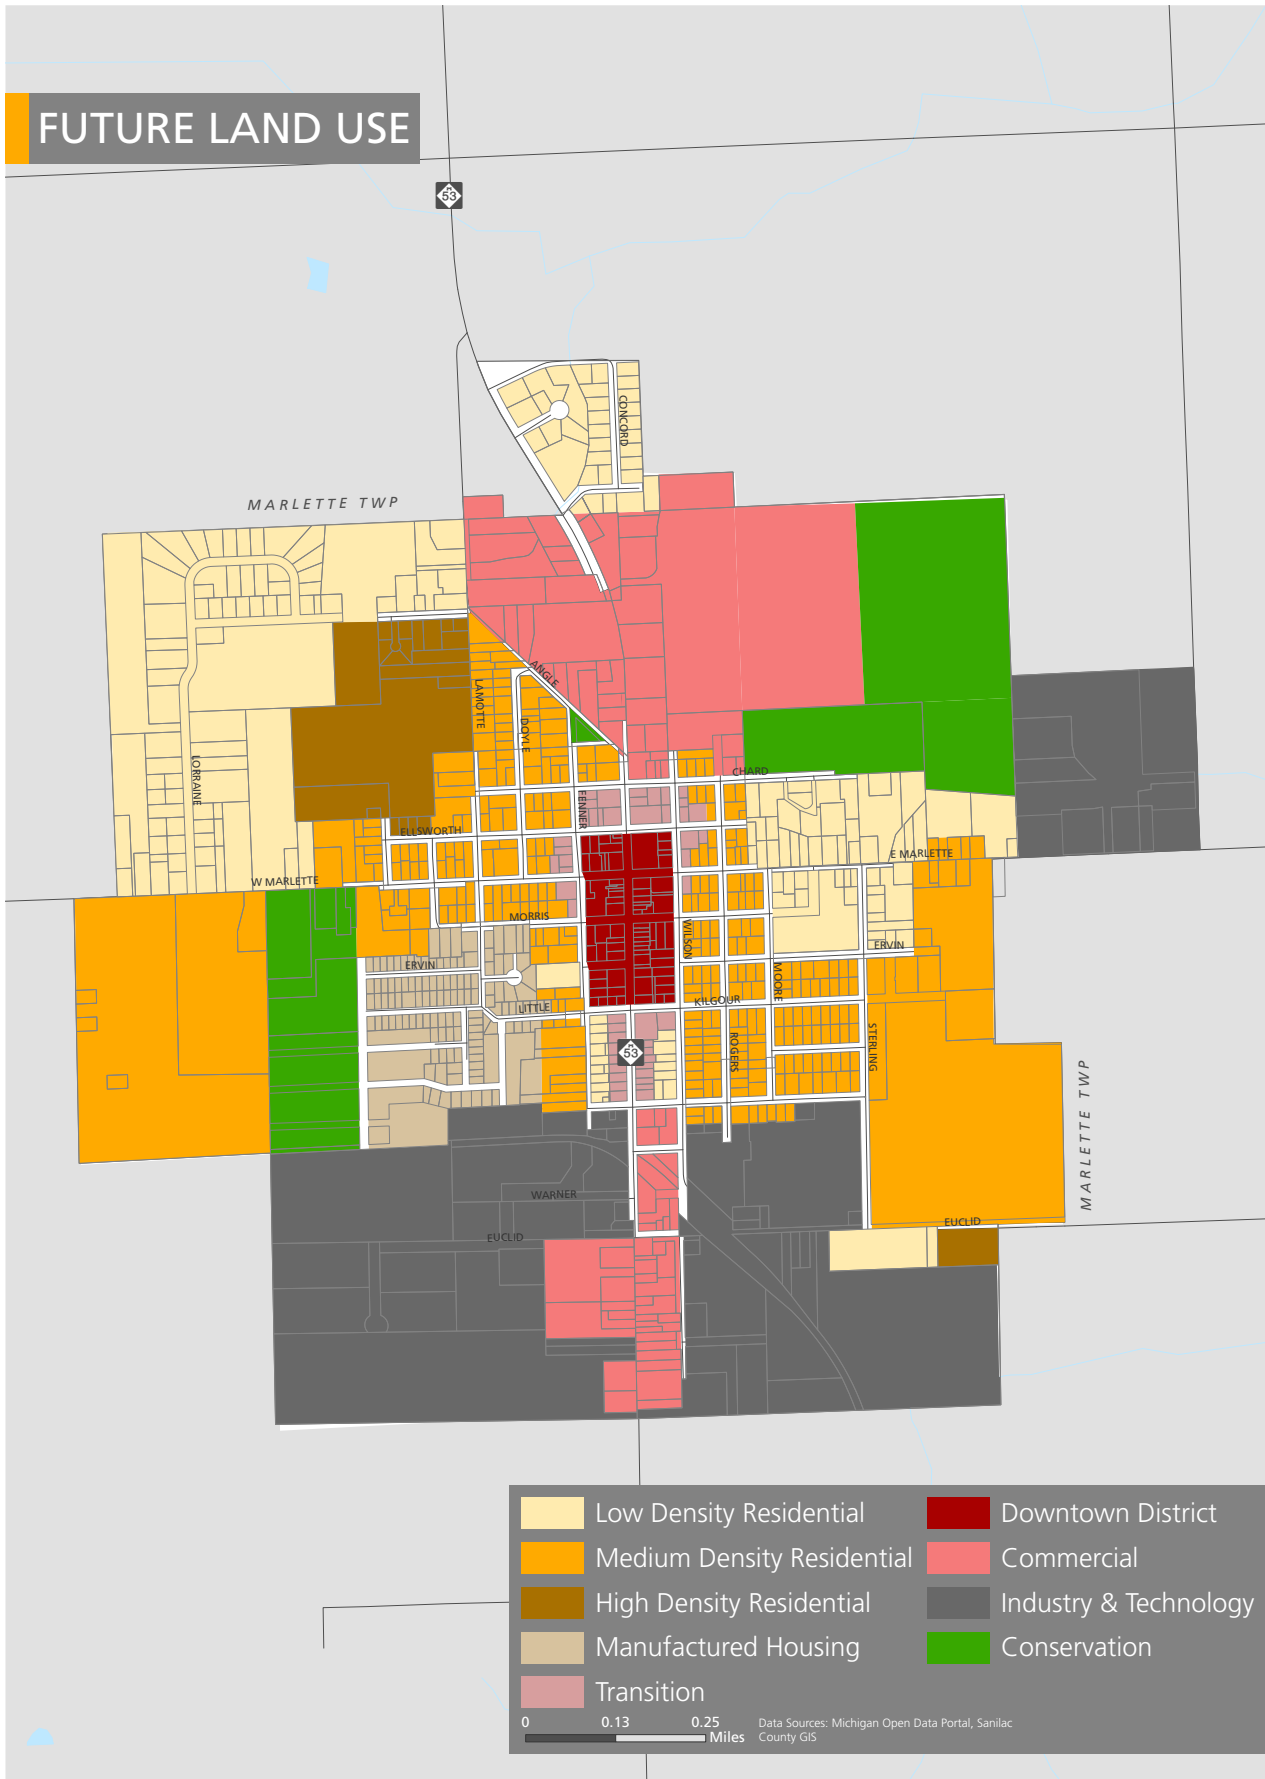 FUTURE LAND USE
53
CONCORD
MARLETTE TWP
ANGLE
LAMOTTE
DOYLE
LORRAINE
CHARD
FENNER
ELLSWORTH
E MARLETTE
W MARLETTE
MORRIS
WILSON
ERVIN
ERVIN
MOORE
KILGOUR
LITTLE
ROGERS
STERLING
53
MARLETTE TWP
WARNER
EUCLID
EUCLID
Low Density Residential
Medium Density Residential
High Density Residential
Manufactured Housing
Transition
Downtown District
Commercial
Industry & Technology
Conservation
0 0.13 0.25
Miles
Data Sources: Michigan Open Data Portal, Sanilac
County GIS